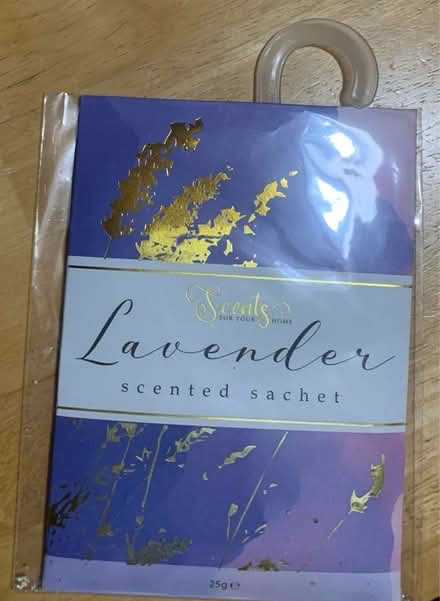 Scents
FOR YOUR HOME
Lavender
scented sachet
25g ℮